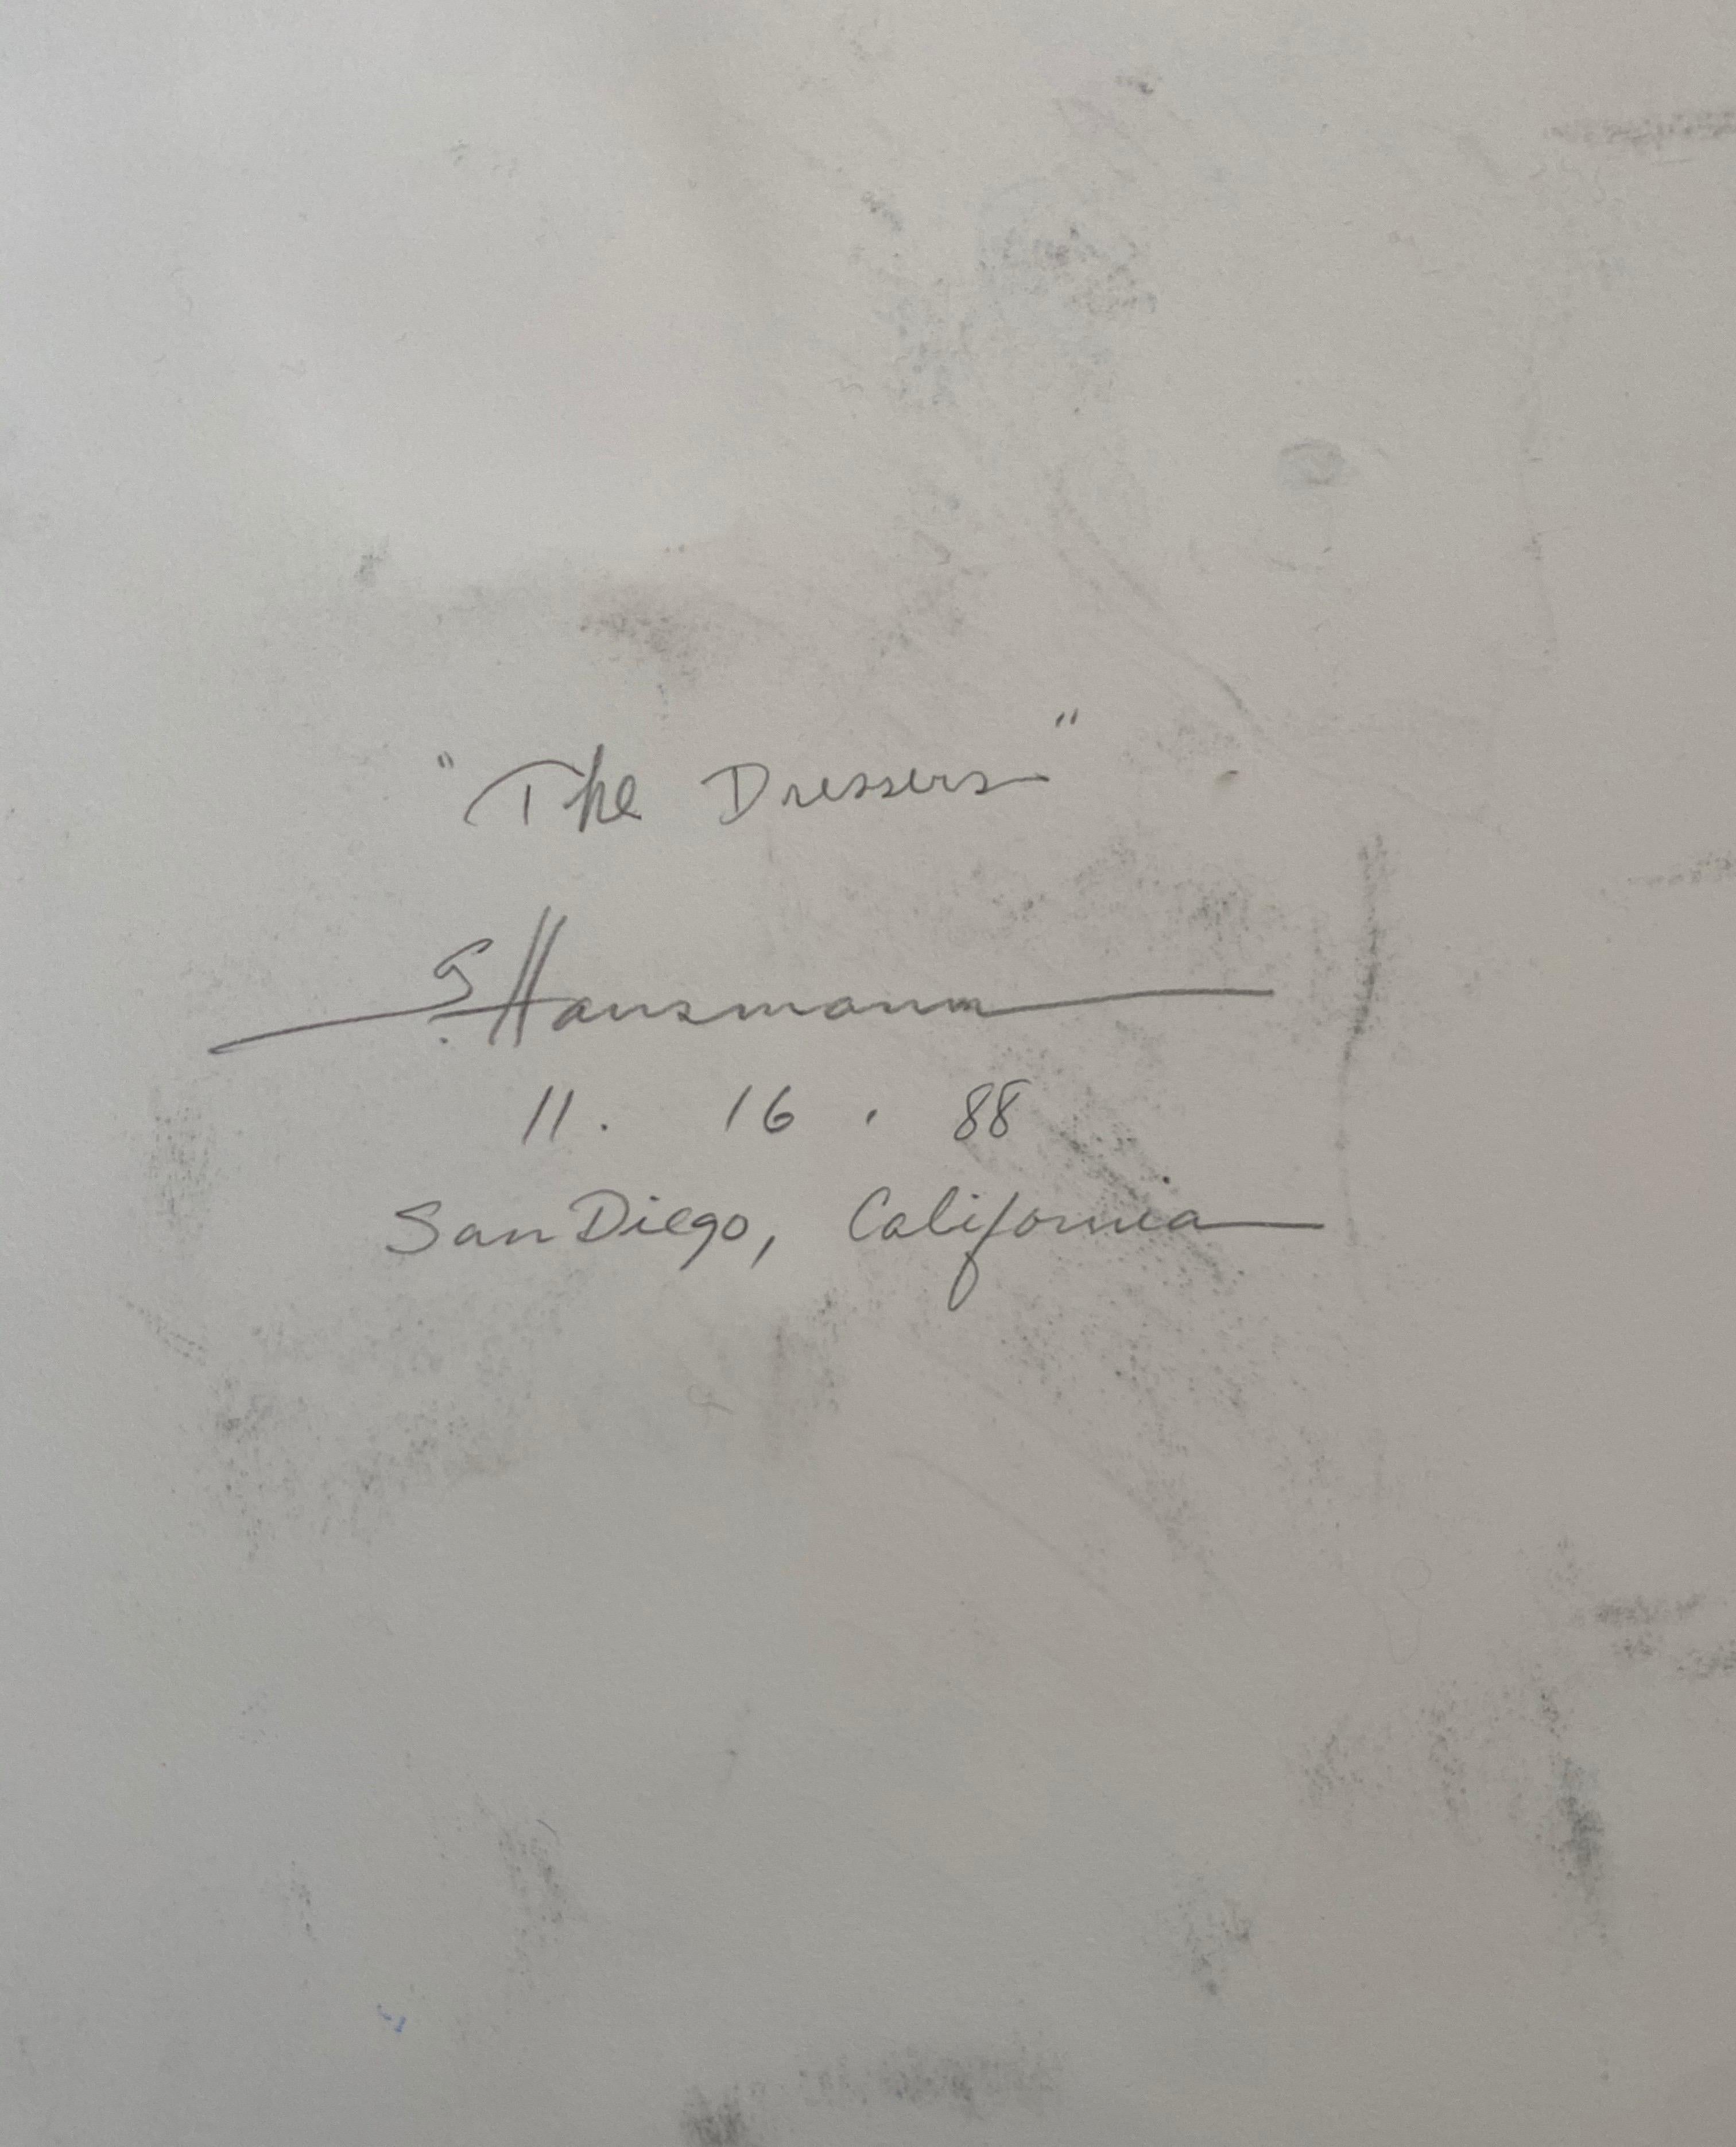 "The Dressers"
S. Hausmann
11. 16. 88
San Diego, California